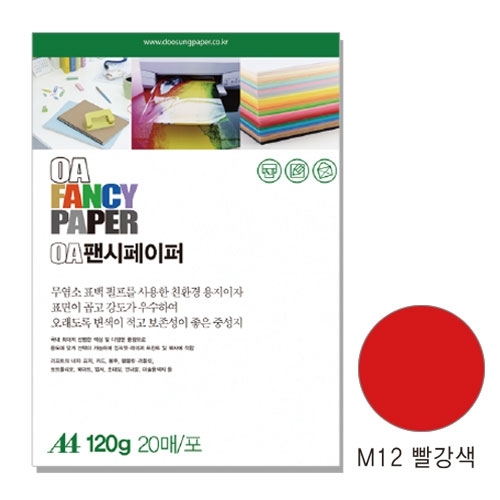 www.doosungpaper.co.kr
OA
FANCY
PAPER
OA팬시페이퍼
무염소 표백 펄프를 사용한 친환경 용지이자
표면이 곱고 강도가 우수하여
오래도록 변색이 적고 보존성이 좋은 중성지
A4 120g 20매/포
M12 빨강색